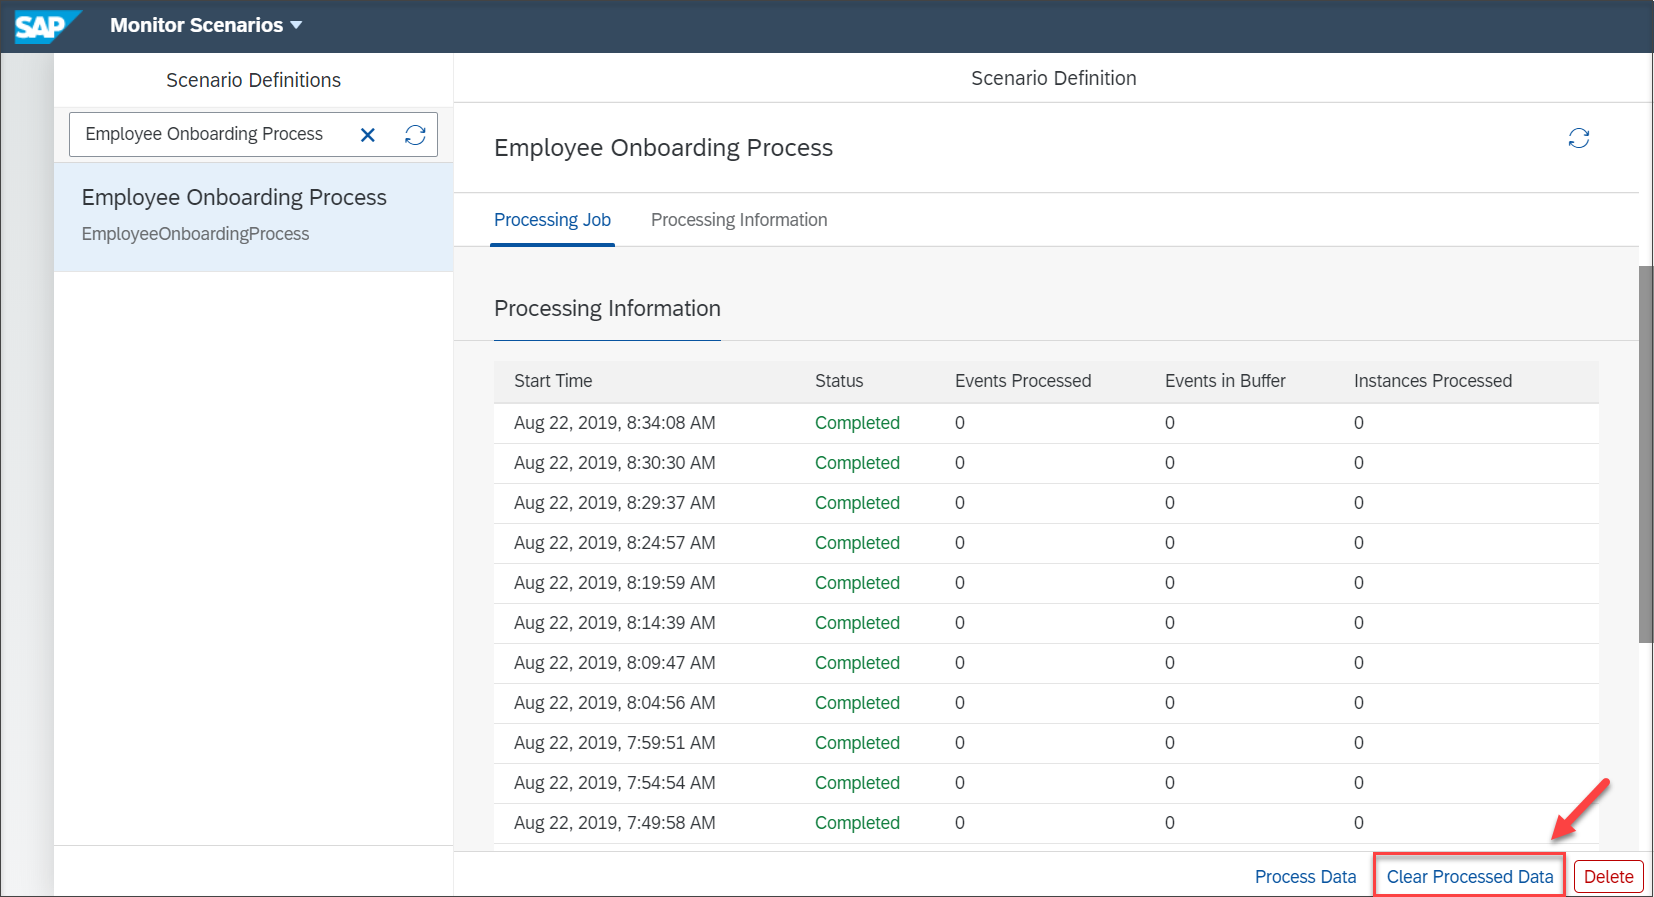 SAP Monitor Scenarios
Scenario Definitions
Employee Onboarding Process
Employee Onboarding Process
EmployeeOnboardingProcess
Scenario Definition
Employee Onboarding Process
Processing Job Processing Information
Processing Information
Start Time Status Events Processed Events in Buffer Instances Processed
Aug 22, 2019, 8:34:08 AM Completed 0 0 0
Aug 22, 2019, 8:30:30 AM Completed 0 0 0
Aug 22, 2019, 8:29:37 AM Completed 0 0 0
Aug 22, 2019, 8:24:57 AM Completed 0 0 0
Aug 22, 2019, 8:19:59 AM Completed 0 0 0
Aug 22, 2019, 8:14:39 AM Completed 0 0 0
Aug 22, 2019, 8:09:47 AM Completed 0 0 0
Aug 22, 2019, 8:04:56 AM Completed 0 0 0
Aug 22, 2019, 7:59:51 AM Completed 0 0 0
Aug 22, 2019, 7:54:54 AM Completed 0 0 0
Aug 22, 2019, 7:49:58 AM Completed 0 0 0
Process Data Clear Processed Data Delete